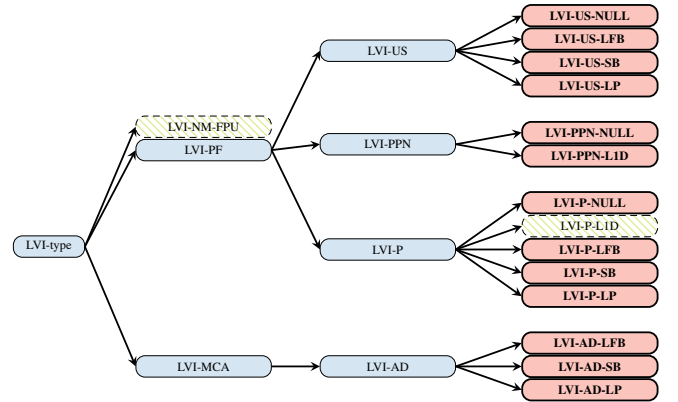 LVI-type
LVI-NM-FPU
LVI-PF
LVI-US
LVI-US-NULL
LVI-US-LFB
LVI-US-SB
LVI-US-LP
LVI-PPN
LVI-PPN-NULL
LVI-PPN-L1D
LVI-P
LVI-P-NULL
LVI-P-L1D
LVI-P-LFB
LVI-P-SB
LVI-P-LP
LVI-MCA
LVI-AD
LVI-AD-LFB
LVI-AD-SB
LVI-AD-LP